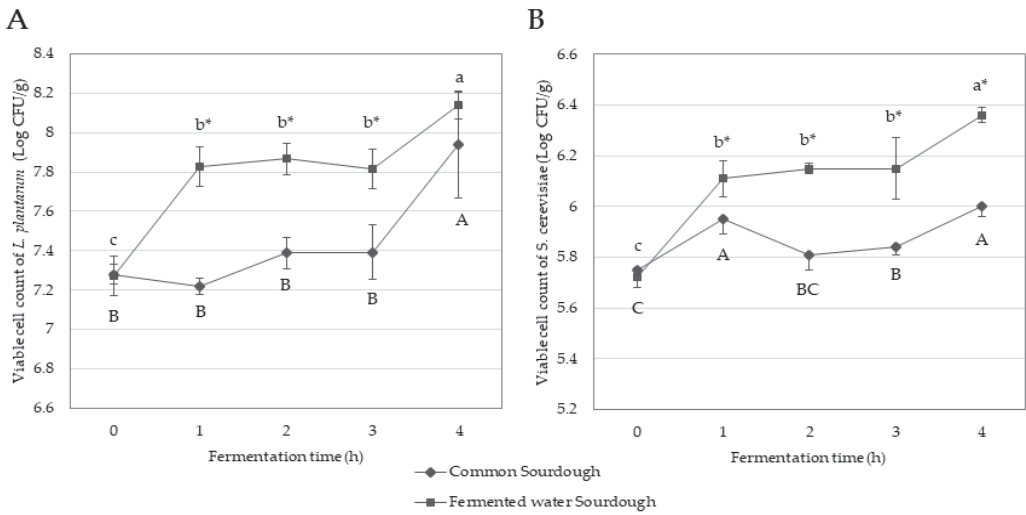 A
Viable cell count of L. plantanum (Log CFU/g)
8.4
8.2
8
7.8
7.6
7.4
7.2
7
6.8
6.6
c
b*
b*
b*
a
B
B
B
B
A
0
1
2
3
4
Fermentation time (h)
B
Viable cell count of S. cerevisiae (Log CFU/g)
6.6
6.4
6.2
6
5.8
5.6
5.4
5.2
c
b*
b*
b*
a*
C
A
BC
B
A
0
1
2
3
4
Fermentation time (h)
Common Sourdough
Fermented water Sourdough